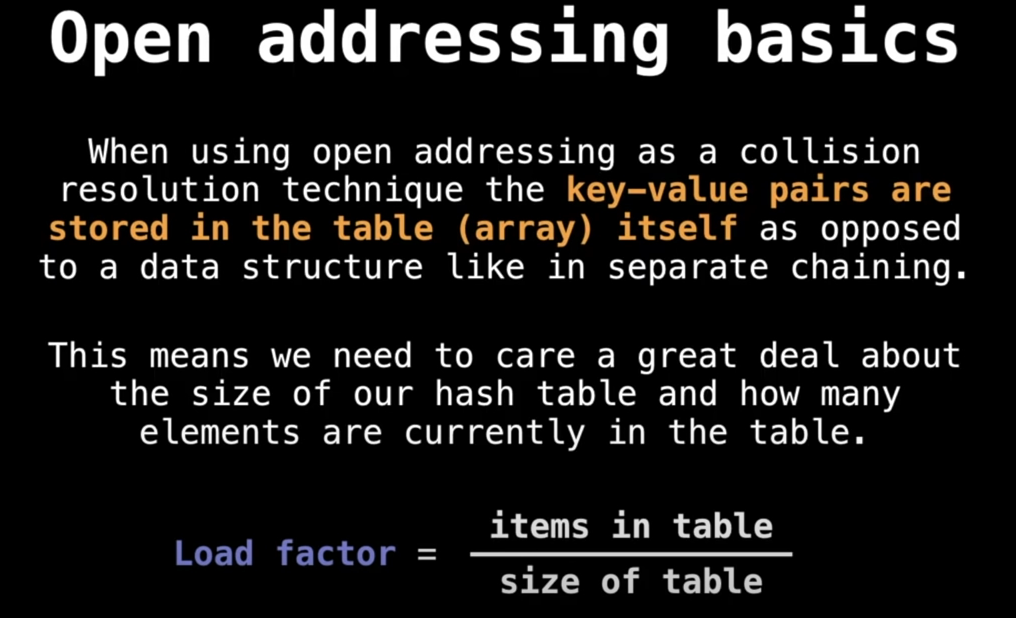 Open addressing basics
When using open addressing as a collision
resolution technique the key-value pairs are
stored in the table (array) itself as opposed
to a data structure like in separate chaining.
This means we need to care a great deal about
the size of our hash table and how many
elements are currently in the table.
Load factor = items in table
size of table